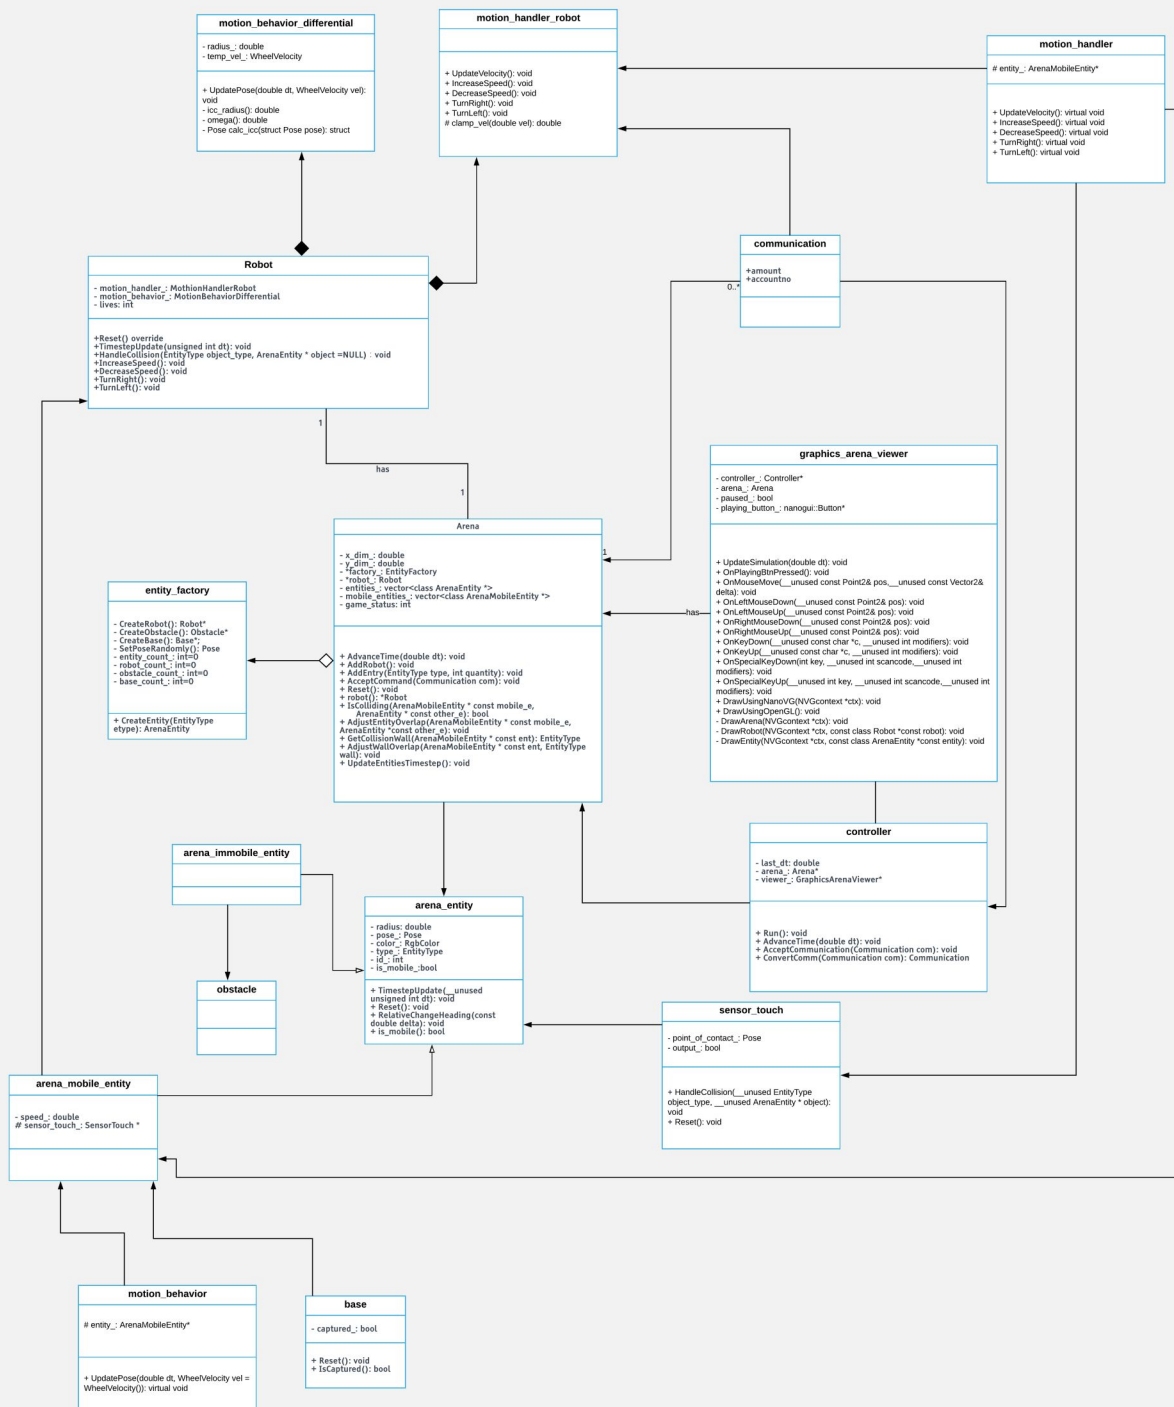 motion_behavior_differential
- radius_: double
- temp_vel_: WheelVelocity
+ UpdatePose(double dt, WheelVelocity vel):
void
- icc_radius(): double
- omega(): double
- Pose calc_icc(struct Pose pose): struct
motion_handler_robot
+ UpdateVelocity(): void
+ IncreaseSpeed(): void
+ DecreaseSpeed(): void
+ TurnRight(): void
+ TurnLeft(): void
# clamp_vel(double vel): double
motion_handler
# entity_: ArenaMobileEntity*
+ UpdateVelocity(): virtual void
+ IncreaseSpeed(): virtual void
+ DecreaseSpeed(): virtual void
+ TurnRight(): virtual void
+ TurnLeft(): virtual void
communication
+amount
+accountno
0..*
Robot
- motion_handler_: MothionHandlerRobot
- motion_behavior_: MotionBehaviorDifferential
- lives: int
+Reset() override
+TimestepUpdate(unsigned int dt): void
+HandleCollision(EntityType object_type, ArenaEntity * object =NULL) : void
+IncreaseSpeed(): void
+DecreaseSpeed(): void
+TurnRight(): void
+TurnLeft(): void
1
has
1
graphics_arena_viewer
- controller_: Controller*
- arena_: Arena
- paused_: bool
- playing_button_: nanogui::Button*
+ UpdateSimulation(double dt): void
+ OnPlayingBtnPressed(): void
+ OnMouseMove(__unused const Point2& pos,__unused const Vector2&
delta): void
+ OnLeftMouseDown(__unused const Point2& pos): void
+ OnLeftMouseUp(__unused const Point2& pos): void
+ OnRightMouseDown(__unused const Point2& pos): void
+ OnRightMouseUp(__unused const Point2& pos): void
+ OnKeyDown(__unused const char *c, __unused int modifiers): void
+ OnKeyUp(__unused const char *c, __unused int modifiers): void
+ OnSpecialKeyDown(int key, __unused int scancode,__unused int
modifiers): void
+ OnSpecialKeyUp(__unused int key, __unused int scancode,__unused int
modifiers): void
+ DrawUsingNanoVG(NVGcontext *ctx): void
+ DrawUsingOpenGL(): void
- DrawArena(NVGcontext *ctx): void
- DrawRobot(NVGcontext *ctx, const class Robot *const robot): void
- DrawEntity(NVGcontext *ctx, const class ArenaEntity *const entity): void
Arena
- x_dim_: double
- y_dim_: double
- *factory_: EntityFactory
- *robot_: Robot
- entities_: vector<class ArenaEntity *>
- mobile_entities_: vector<class ArenaMobileEntity *>
- game_status: int
+ AdvanceTime(double dt): void
+ AddRobot(): void
+ AddEntry(EntityType type, int quantity): void
+ AcceptCommand(Communication com): void
+ Reset(): void
+ robot(): *Robot
+ IsColliding(ArenaMobileEntity * const mobile_e,
ArenaEntity * const other_e): bool
+ AdjustEntityOverlap(ArenaMobileEntity * const mobile_e,
ArenaEntity *const other_e): void
+ GetCollisionWall(ArenaMobileEntity * const ent): EntityType
+ AdjustWallOverlap(ArenaMobileEntity * const ent, EntityType
wall): void
+ UpdateEntitiesTimestep(): void
1
has
entity_factory
- CreateRobot(): Robot*
- CreateObstacle(): Obstacle*
- CreateBase(): Base*;
- SetPoseRandomly(): Pose
- entity_count_: int=0
- robot_count_: int=0
- obstacle_count_: int=0
- base_count_: int=0
+ CreateEntity(EntityType
etype): ArenaEntity
controller
- last_dt: double
- arena_: Arena*
- viewer_: GraphicsArenaViewer*
+ Run(): void
+ AdvanceTime(double dt): void
+ AcceptCommunication(Communication com): void
+ ConvertComm(Communication com): Communication
arena_immobile_entity
arena_entity
- radius: double
- pose_: Pose
- color_: RgbColor
- type_: EntityType
- id_: int
- is_mobile_:bool
+ TimestepUpdate(__unused
unsigned int dt): void
+ Reset(): void
+ RelativeChangeHeading(const
double delta): void
+ is_mobile(): bool
obstacle
sensor_touch
- point_of_contact_: Pose
- output_: bool
+ HandleCollision(__unused EntityType
object_type, __unused ArenaEntity * object):
void
+ Reset(): void
arena_mobile_entity
- speed_: double
# sensor_touch_: SensorTouch *
motion_behavior
# entity_: ArenaMobileEntity*
+ UpdatePose(double dt, WheelVelocity vel =
WheelVelocity()): virtual void
base
- captured_: bool
+ Reset(): void
+ IsCaptured(): bool